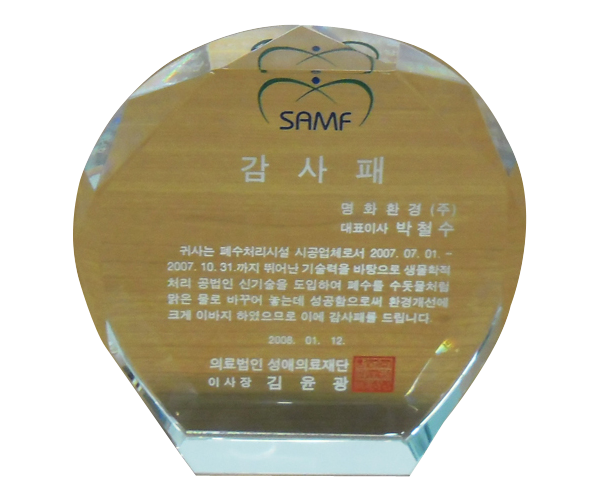 SAMF
감 사 패
명 화 환 경 (주)
대표이사 박 철 수
귀사는 폐수처리시설 시공업체로서 2007. 07. 01. -
2007. 10. 31.까지 뛰어난 기술력을 바탕으로 생물화학적
처리 공법인 신기술을 도입하여 폐수를 수돗물처럼
맑은 물로 바꾸어 놓는데 성공함으로써 환경개선에
크게 이바지 하였으므로 이에 감사패를 드립니다.
2008. 01. 12.
의료법인 성애의료재단
이 사 장 김 윤 광